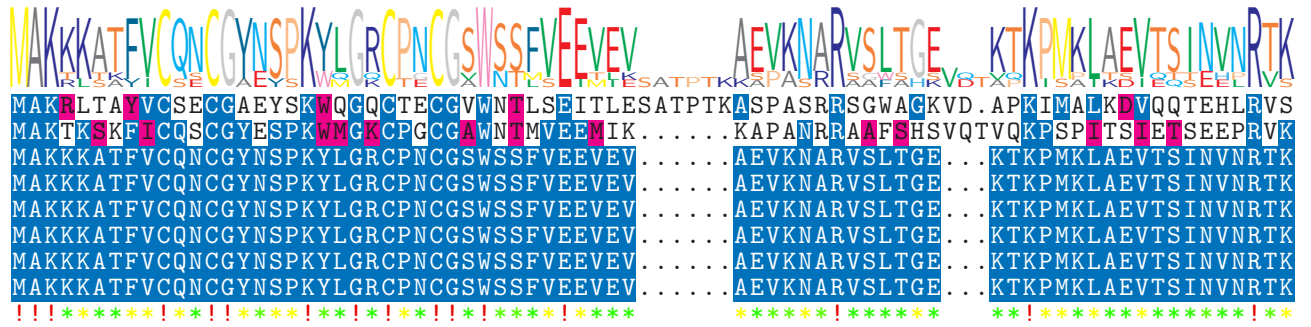 MAKKKATFVCQNCGYNSPKYLGRCPNCGSWSSFVEEVEV AEVKNARVSLTGE KTKPMKLAEVTSINVNRTK
MAKRLTAYVCSECGAEYSKWQGQCTECGVWNTLSEITLESATPTKASPASRRSGWAGKVD.APKIMALKDVQQTEHLRVS
MAKTKSKFICQSCGYESPKWMGKCPGCGAWNTMVEEMIK......KAPANRRAAFSHSVQTVQKPSPITSIETSEEPRVK
MAKKKATFVCQNCGYNSPKYLGRCPNCGSWSSFVEEVEV......AEVKNARVSLTGE...KTKPMKLAEVTSINVNRTK
MAKKKATFVCQNCGYNSPKYLGRCPNCGSWSSFVEEVEV......AEVKNARVSLTGE...KTKPMKLAEVTSINVNRTK
MAKKKATFVCQNCGYNSPKYLGRCPNCGSWSSFVEEVEV......AEVKNARVSLTGE...KTKPMKLAEVTSINVNRTK
MAKKKATFVCQNCGYNSPKYLGRCPNCGSWSSFVEEVEV......AEVKNARVSLTGE...KTKPMKLAEVTSINVNRTK
MAKKKATFVCQNCGYNSPKYLGRCPNCGSWSSFVEEVEV......AEVKNARVSLTGE...KTKPMKLAEVTSINVNRTK
MAKKKATFVCQNCGYNSPKYLGRCPNCGSWSSFVEEVEV......AEVKNARVSLTGE...KTKPMKLAEVTSINVNRTK
!!!******!**!!****!**!*!**!!*!****!**** ************* **!*************!**